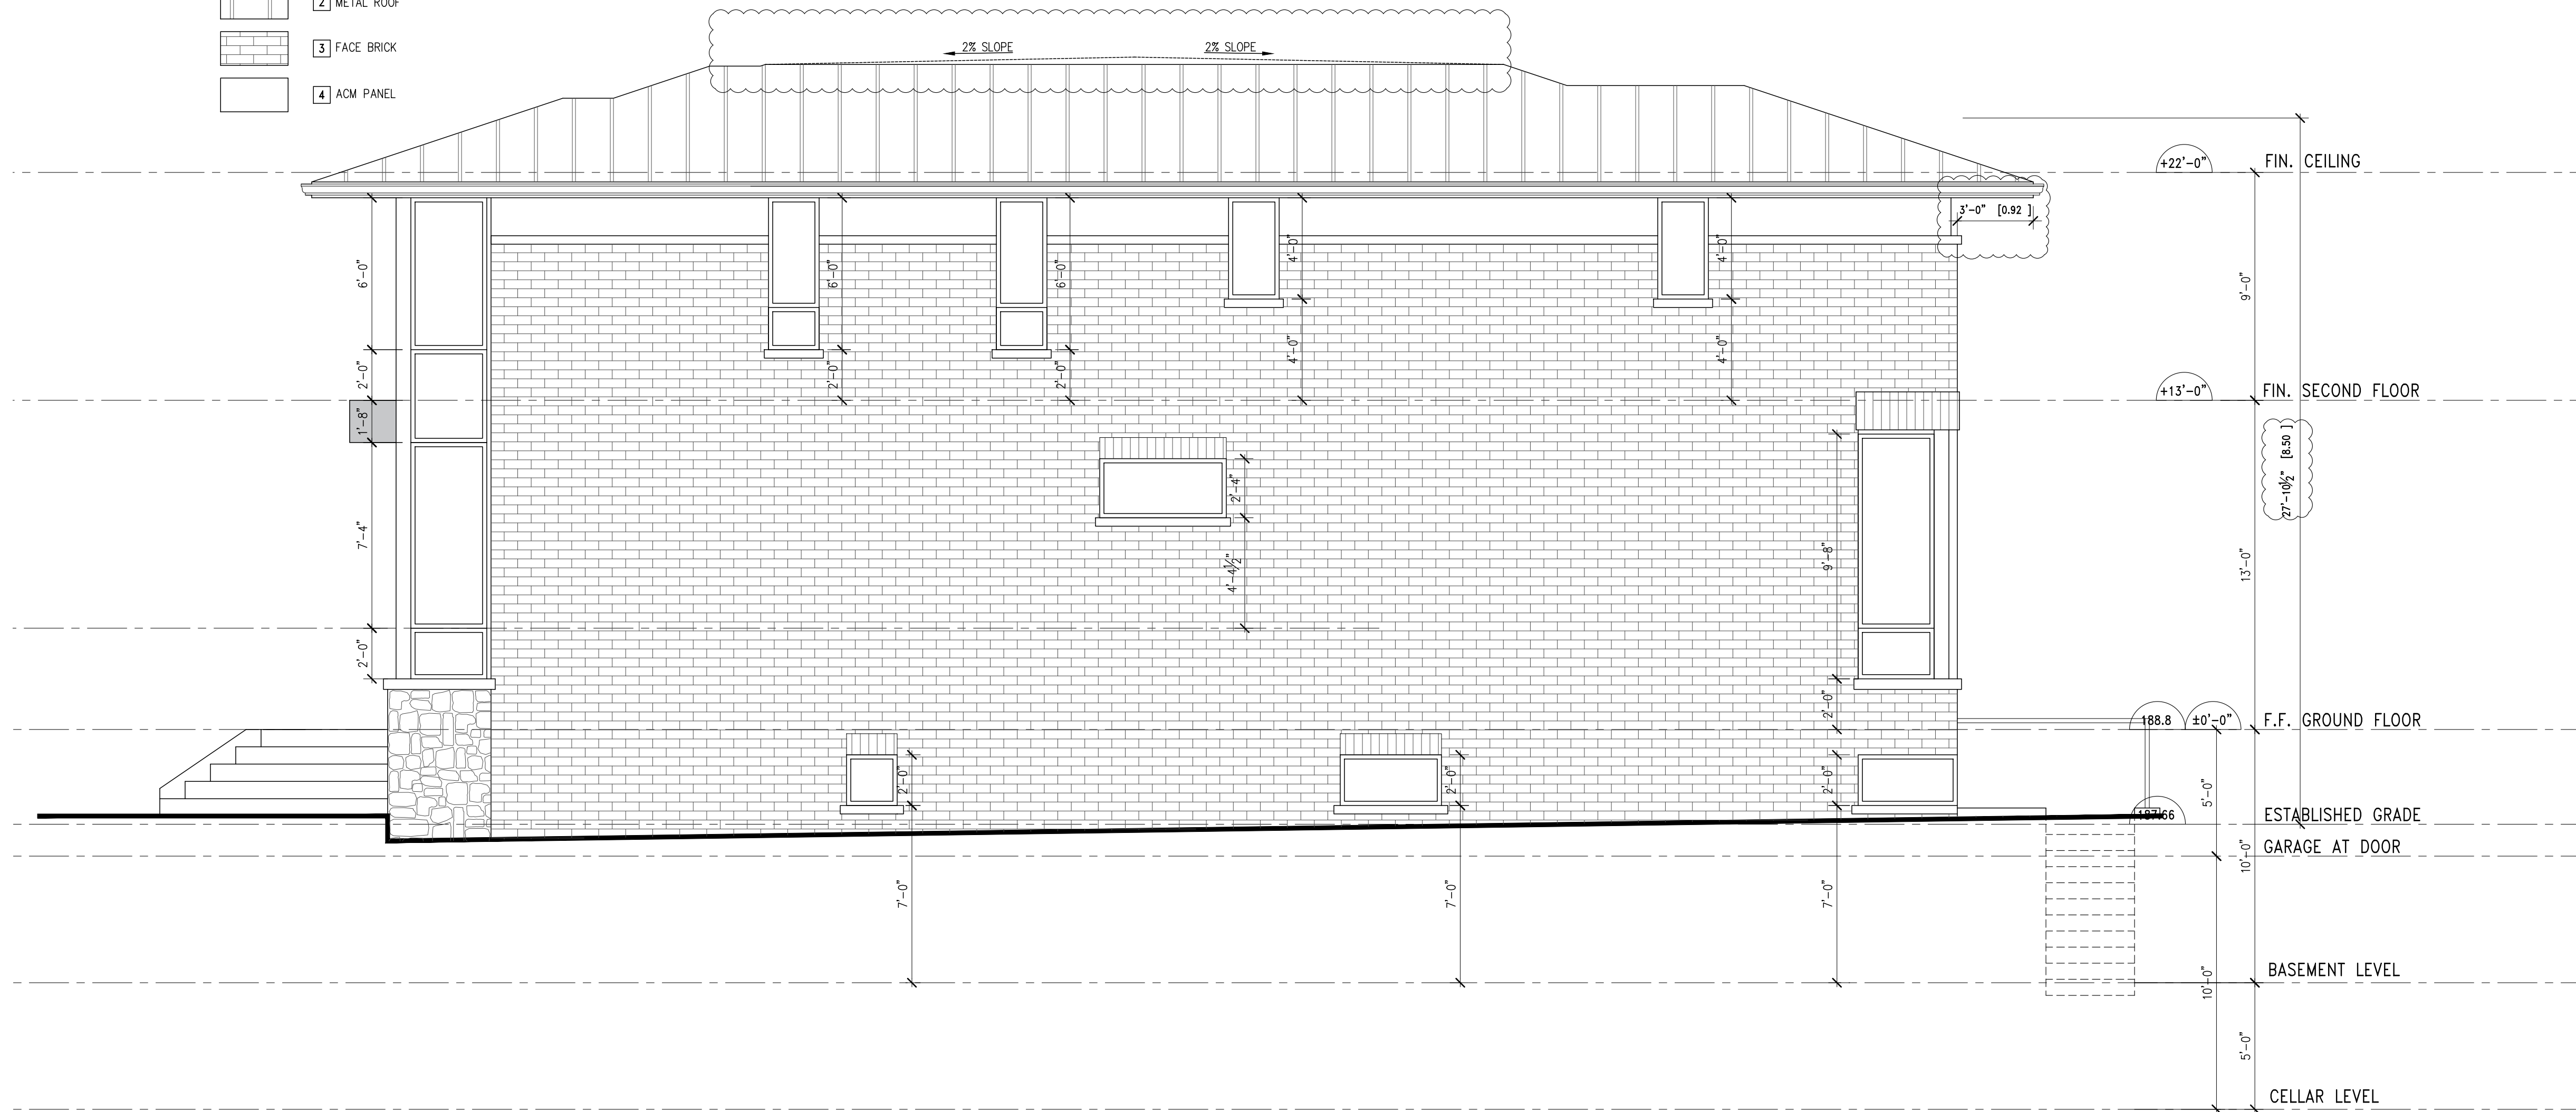 2 METAL ROOF
3 FACE BRICK
4 ACM PANEL
2% SLOPE
2% SLOPE
+22'-0"
FIN. CEILING
3'-0" [0.92 ]
6'-0"
6'-0"
6'-0"
4'-0"
4'-0"
9'-0"
2'-0"
2'-0"
2'-0"
4'-0"
4'-0"
+13'-0"
FIN. SECOND FLOOR
1'-8"
27'-10½" [8.50 ]
2'-4"
7'-4"
4'-4½"
9'-8"
13'-0"
2'-0"
2'-0"
188.8
±0'-0"
F.F. GROUND FLOOR
2'-0"
2'-0"
2'-0"
5'-0"
187.66
ESTABLISHED GRADE
GARAGE AT DOOR
10'-0"
7'-0"
7'-0"
7'-0"
BASEMENT LEVEL
10'-0"
5'-0"
CELLAR LEVEL